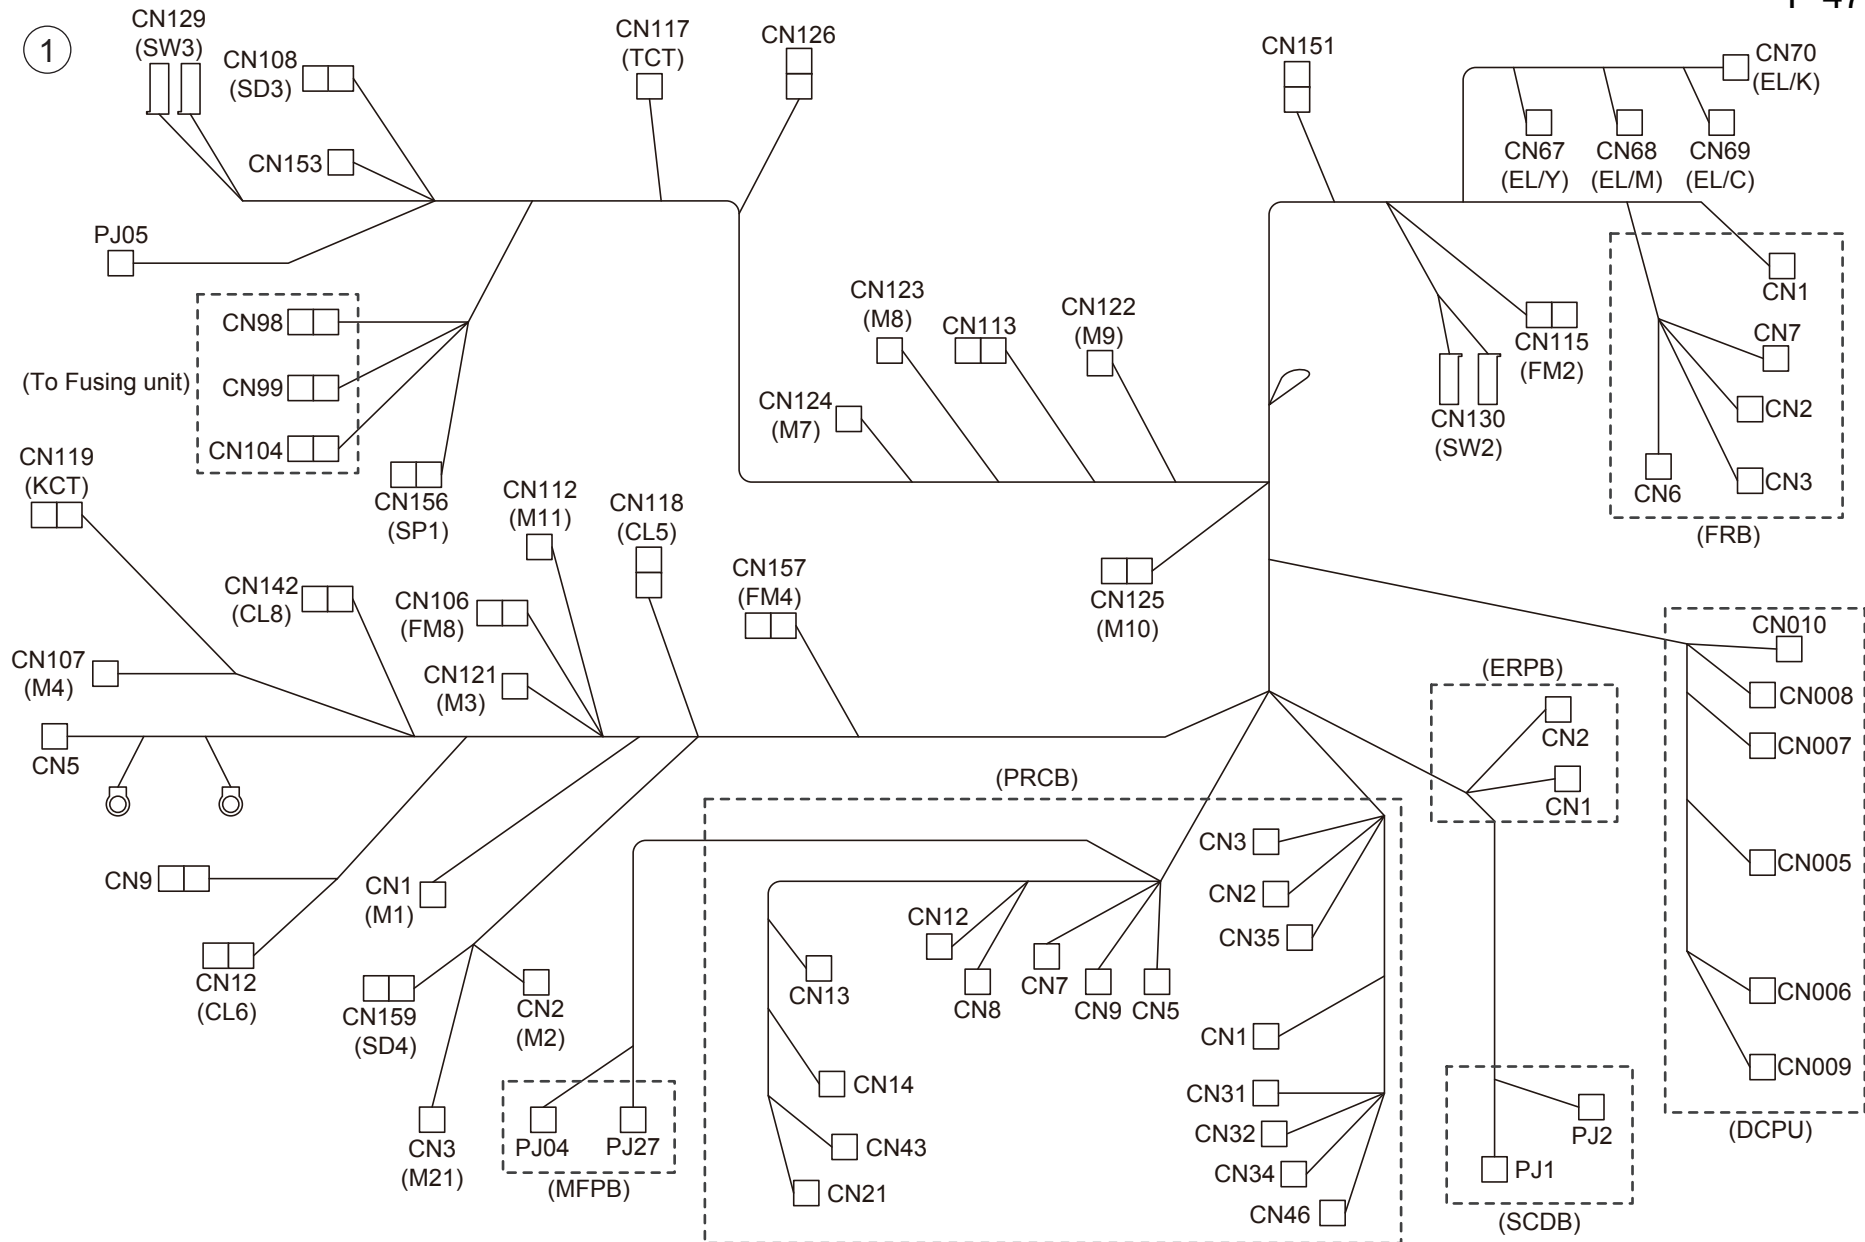 1
CN129
(SW3)
CN108
(SD3)
CN117
(TCT)
CN126
CN151
CN70
(EL/K)
CN153
CN67
(EL/Y)
CN68
(EL/M)
CN69
(EL/C)
PJ05
CN1
CN98
CN99
CN104
(To Fusing unit)
CN123
(M8)
CN113
CN122
(M9)
CN115
(FM2)
CN7
CN124
(M7)
CN130
(SW2)
CN2
CN6
CN3
(FRB)
CN119
(KCT)
CN156
(SP1)
CN112
(M11)
CN118
(CL5)
CN142
(CL8)
CN106
(FM8)
CN157
(FM4)
CN125
(M10)
CN107
(M4)
CN121
(M3)
CN5
(ERPB)
CN2
CN1
CN010
CN008
CN007
CN005
CN006
CN009
(DCPU)
(PRCB)
CN3
CN2
CN35
CN9
CN1
(M1)
CN12
CN8
CN7
CN9
CN5
CN13
CN12
(CL6)
CN159
(SD4)
CN2
(M2)
CN1
CN14
CN31
CN32
CN34
CN46
CN43
CN21
CN3
(M21)
PJ04
PJ27
(MFPB)
PJ2
PJ1
(SCDB)